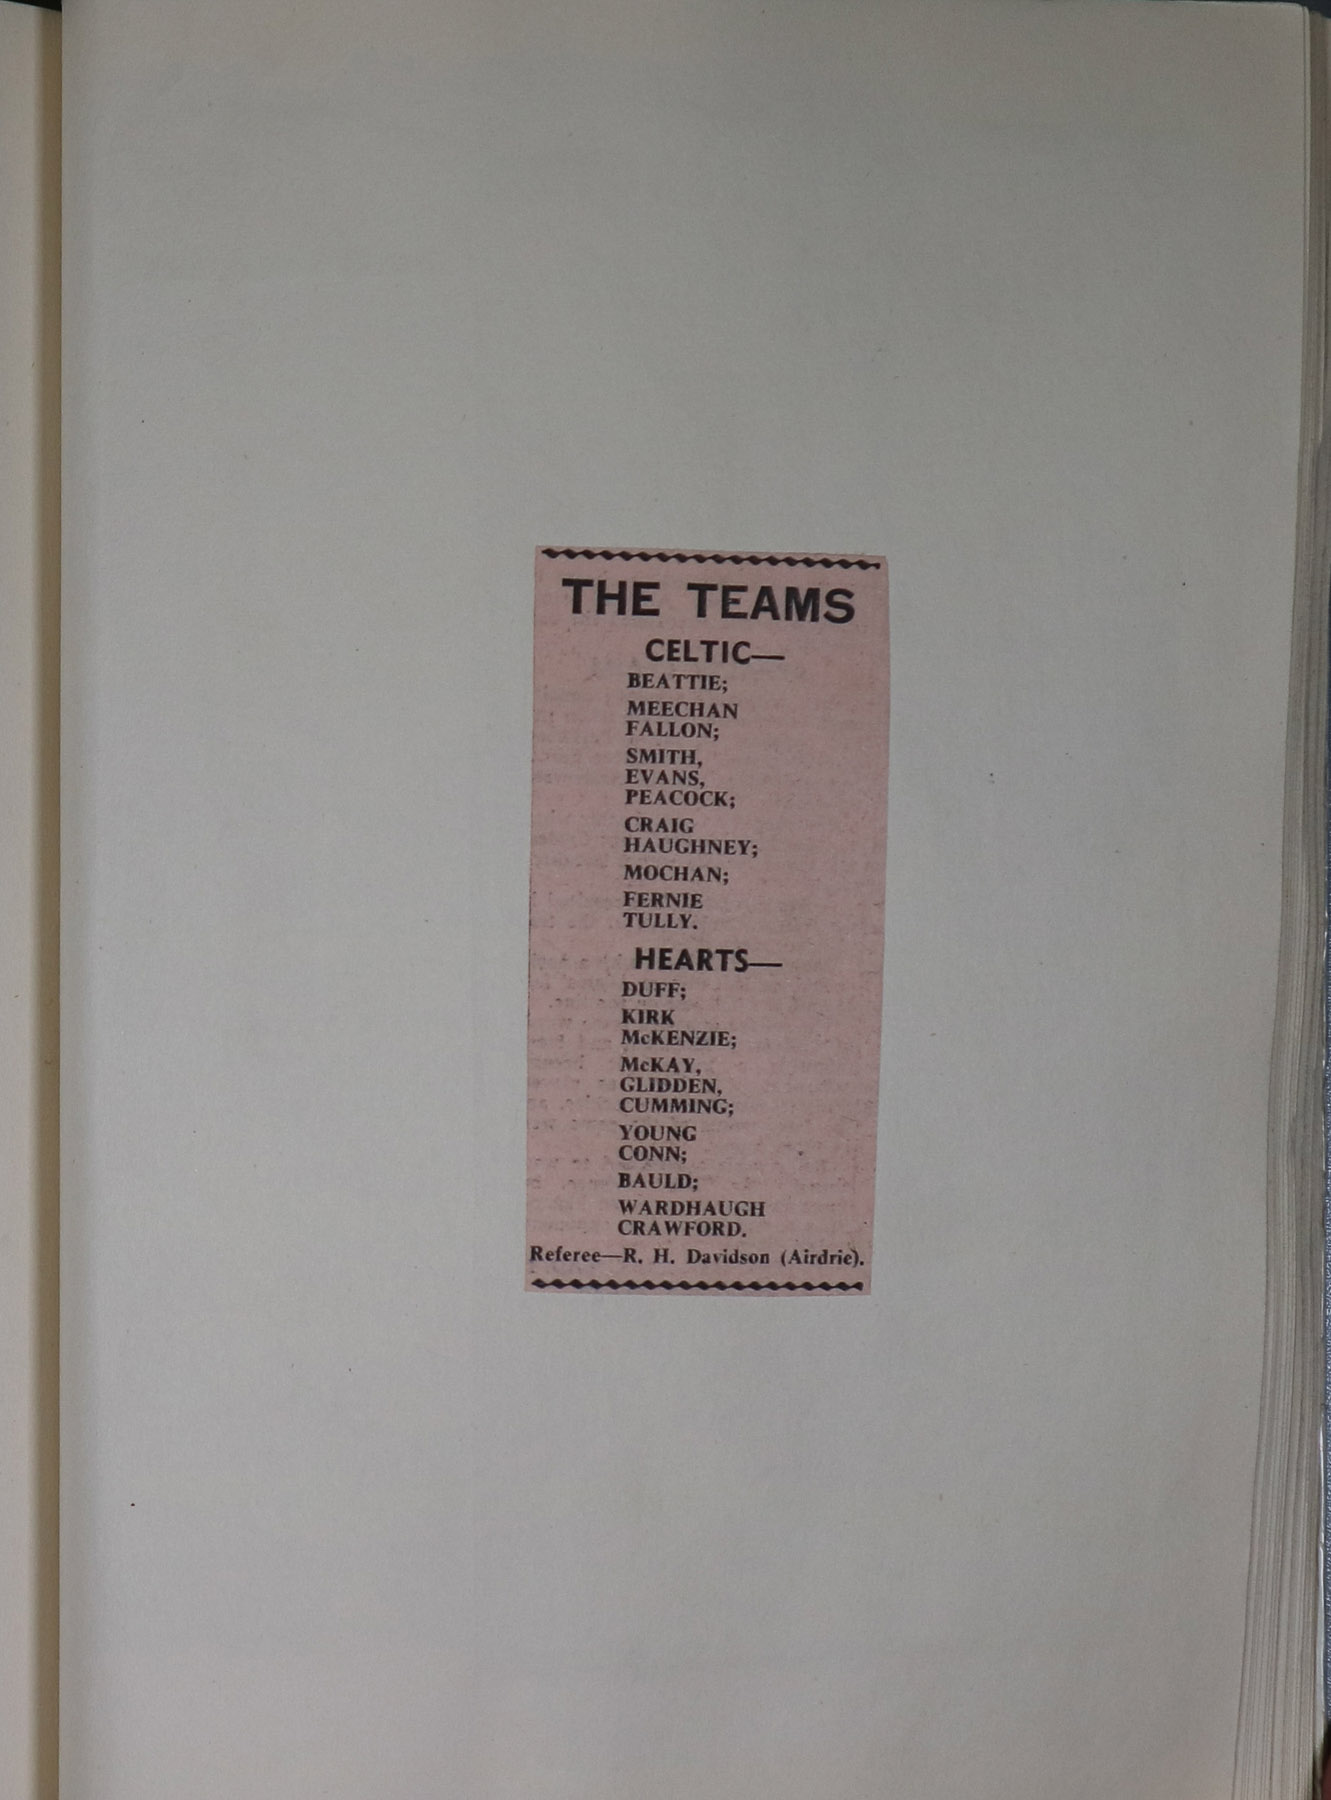 THE TEAMS
CELTIC—
BEATTIE;
MEECHAN
FALLON;
SMITH,
EVANS,
PEACOCK;
CRAIG
HAUGHNEY;
MOCHAN;
FERNIE
TULLY.
HEARTS—
DUFF;
KIRK
McKENZIE;
McKAY,
GLIDDEN,
CUMMING;
YOUNG
CONN;
BAULD;
WARDHAUGH
CRAWFORD.
Referee—R. H. Davidson (Airdrie).